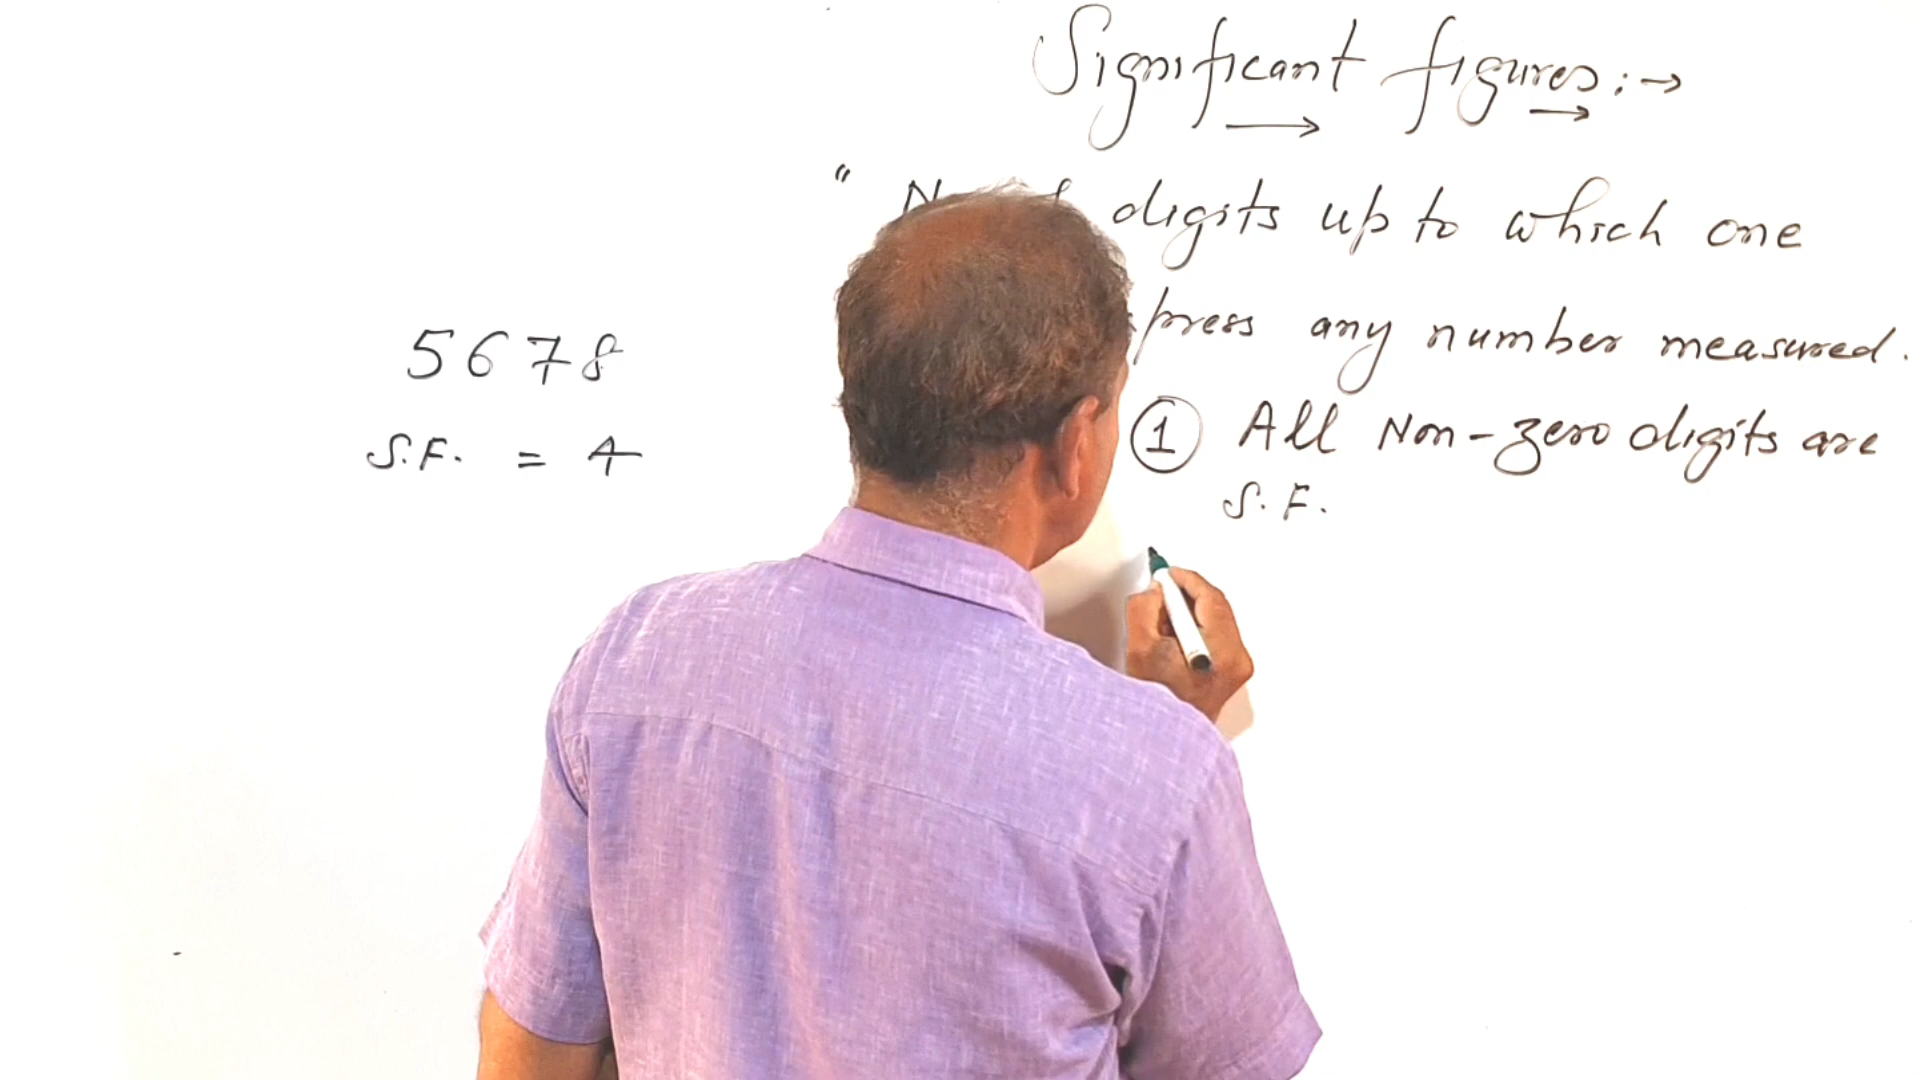 Significant figures :→
" digits up to which one
press any number measured.
① All Non-zero digits are
S.F.
5678
S.F. = 4